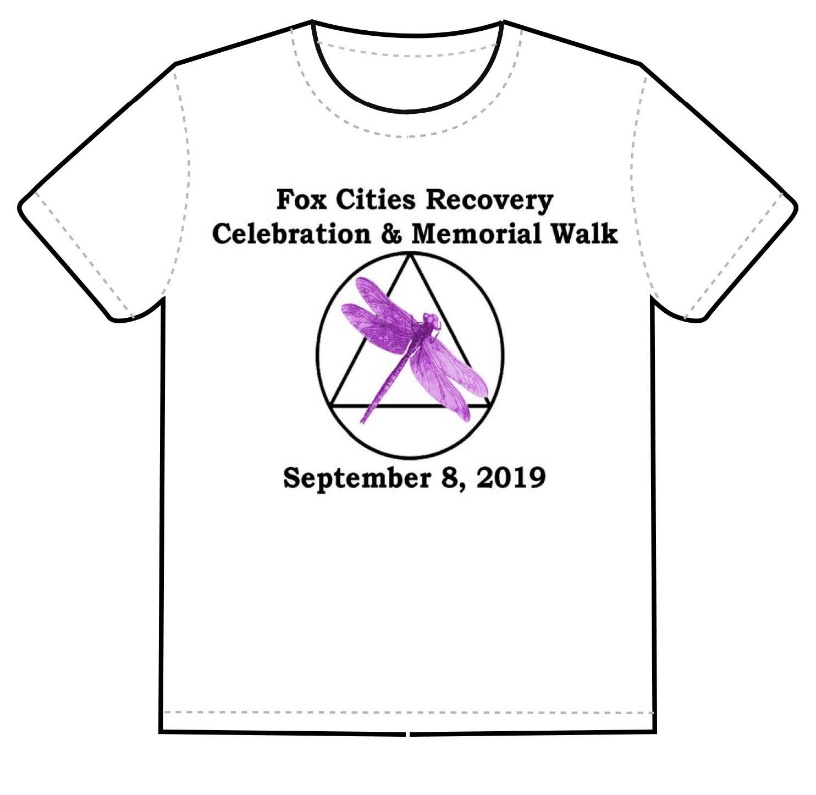 Fox Cities Recovery
Celebration & Memorial Walk
September 8, 2019